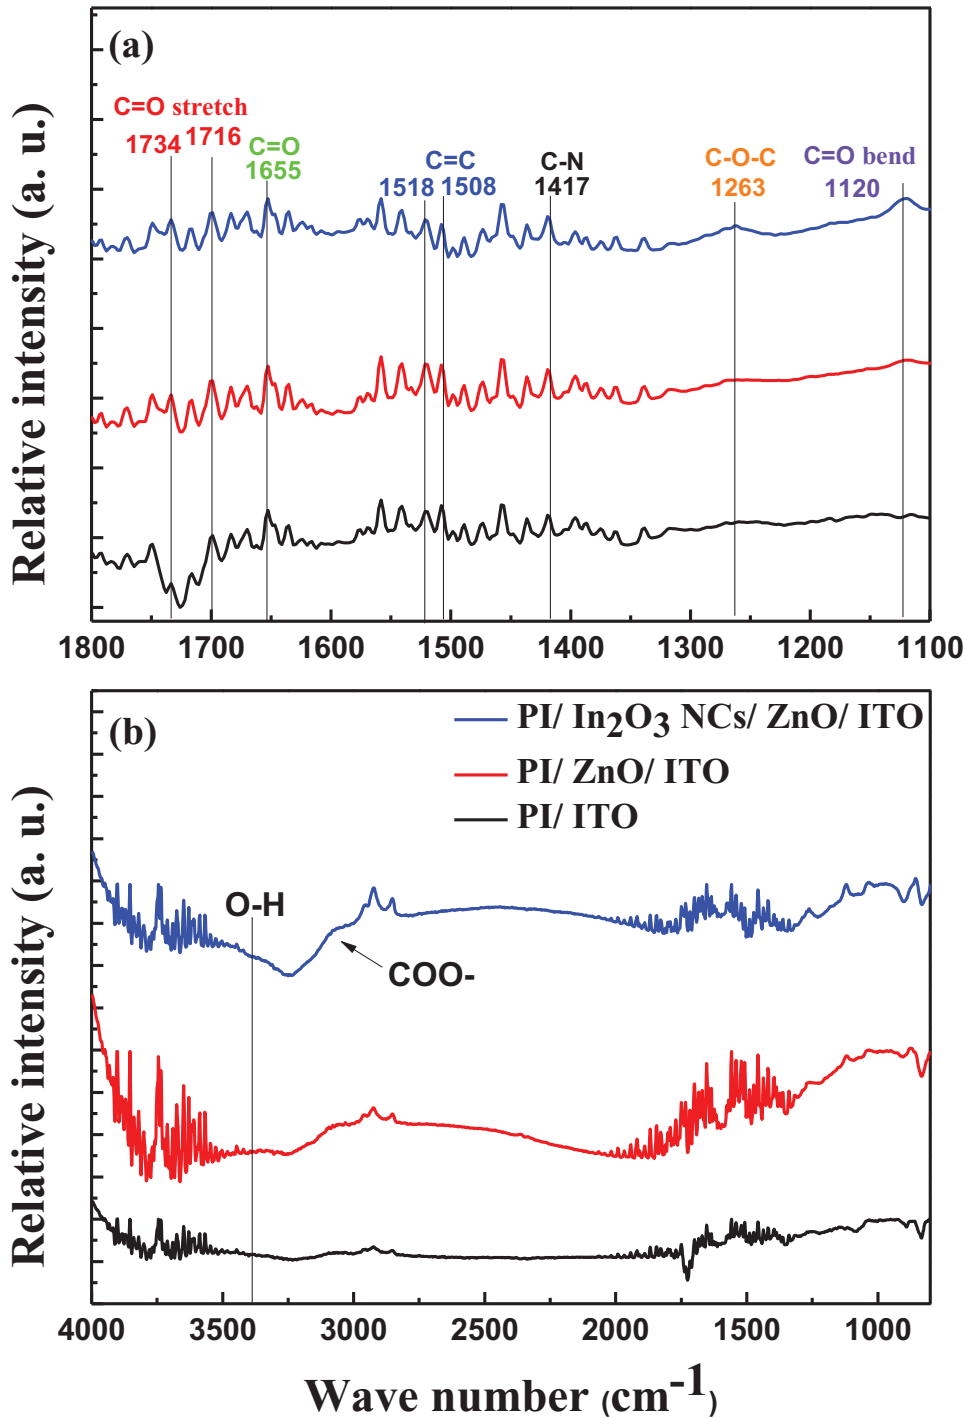 (a)
C=O stretch
1734 1716
C=O
1655
C=C
1518 1508
C-N
1417
C-O-C
1263
C=O bend
1120
Relative intensity (a. u.)
1800 1700 1600 1500 1400 1300 1200 1100
(b)
PI/ In2O3 NCs/ ZnO/ ITO
PI/ ZnO/ ITO
PI/ ITO
O-H
COO-
Relative intensity (a. u.)
4000 3500 3000 2500 2000 1500 1000
Wave number (cm-1)